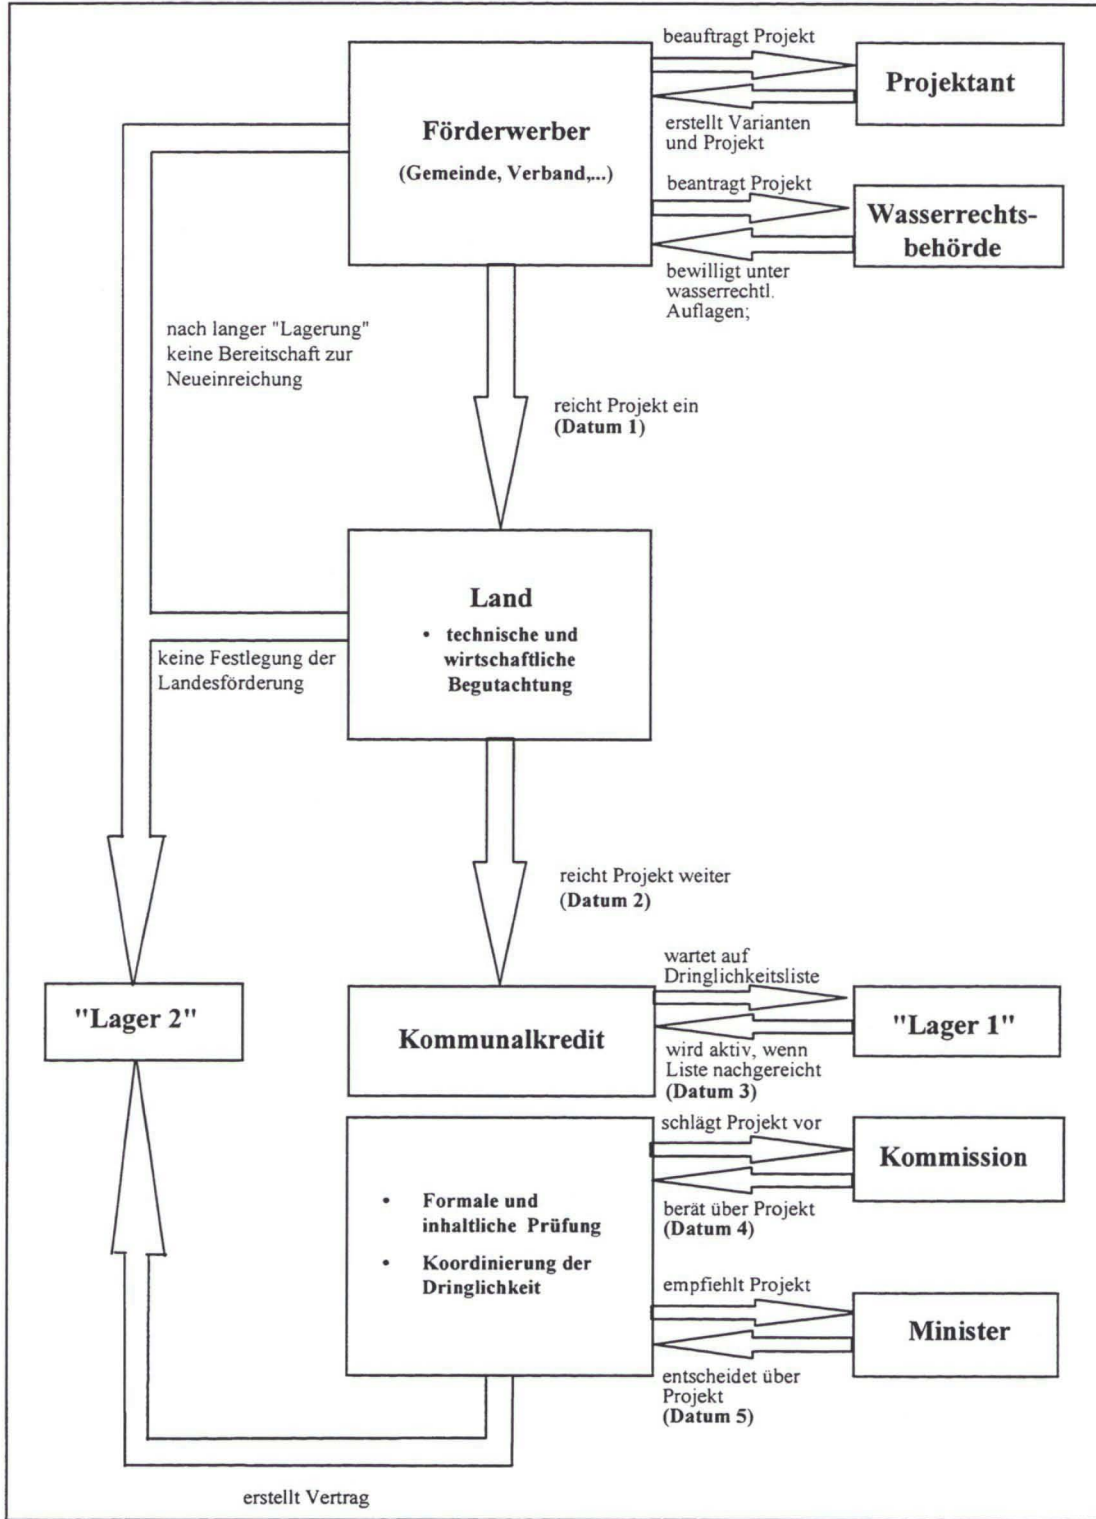 beauftragt Projekt
Projektant
Förderwerber
(Gemeinde, Verband,...)
erstellt Varianten
und Projekt
beantragt Projekt
Wasserrechts-
behörde
bewilligt unter
wasserrechtl.
Auflagen;
nach langer "Lagerung"
keine Bereitschaft zur
Neueinreichung
reicht Projekt ein
(Datum 1)
Land
• technische und
wirtschaftliche
Begutachtung
keine Festlegung der
Landesförderung
reicht Projekt weiter
(Datum 2)
wartet auf
Dringlichkeitsliste
"Lager 2"
Kommunalkredit
"Lager 1"
wird aktiv, wenn
Liste nachgereicht
(Datum 3)
schlägt Projekt vor
Kommission
• Formale und
inhaltliche Prüfung
• Koordinierung der
Dringlichkeit
berät über Projekt
(Datum 4)
empfiehlt Projekt
Minister
entscheidet über
Projekt
(Datum 5)
erstellt Vertrag